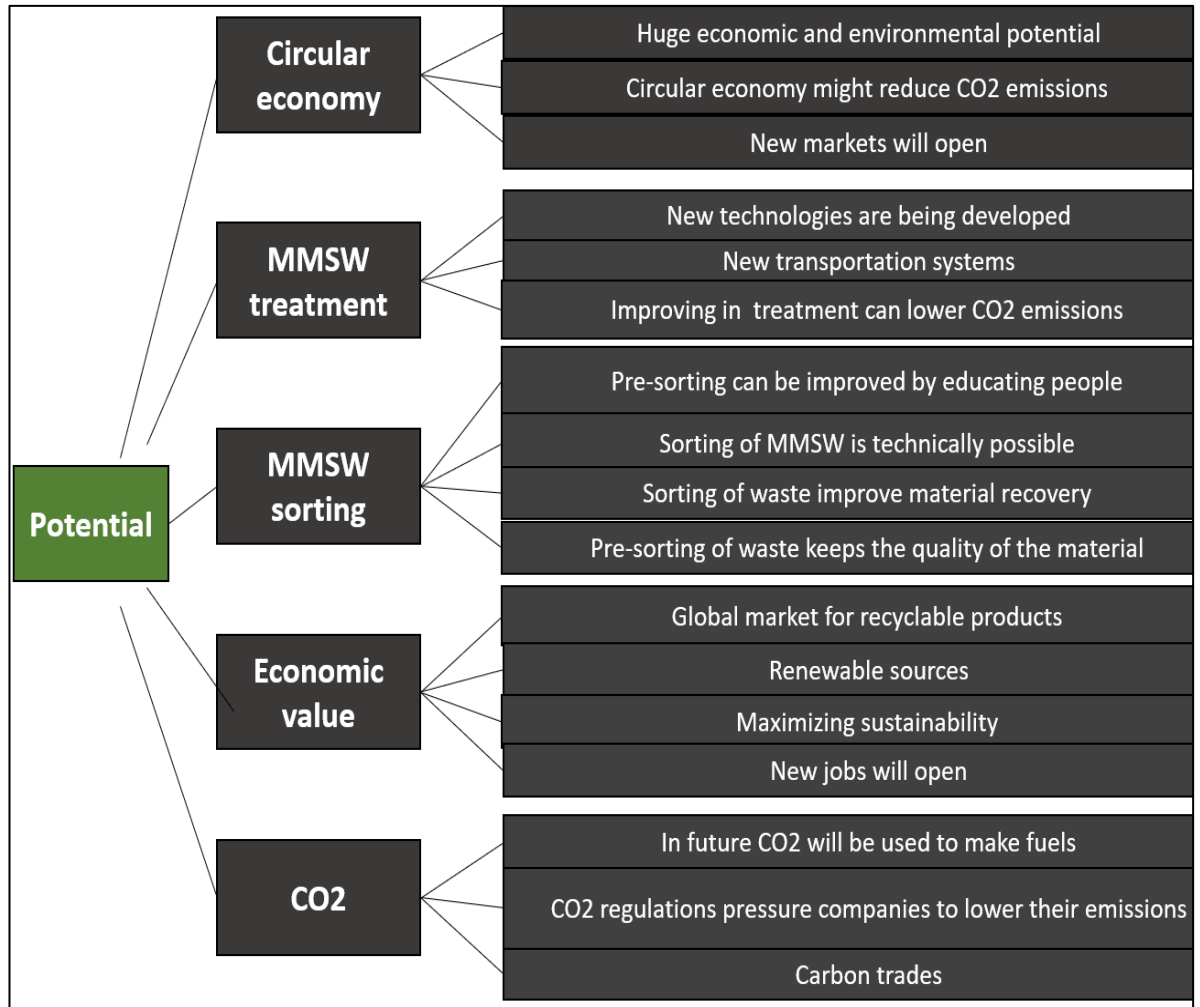 Potential
Circular
economy
Huge economic and environmental potential
Circular economy might reduce CO2 emissions
New markets will open
MMSW
treatment
New technologies are being developed
New transportation systems
Improving in  treatment can lower CO2 emissions
MMSW
sorting
Pre-sorting can be improved by educating people
Sorting of MMSW is technically possible
Sorting of waste improve material recovery
Pre-sorting of waste keeps the quality of the material
Economic
value
Global market for recyclable products
Renewable sources
Maximizing sustainability
New jobs will open
CO2
In future CO2 will be used to make fuels
CO2 regulations pressure companies to lower their emissions
Carbon trades